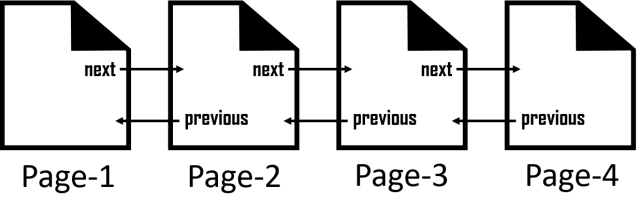 next next next
previous previous previous
Page-1 Page-2 Page-3 Page-4